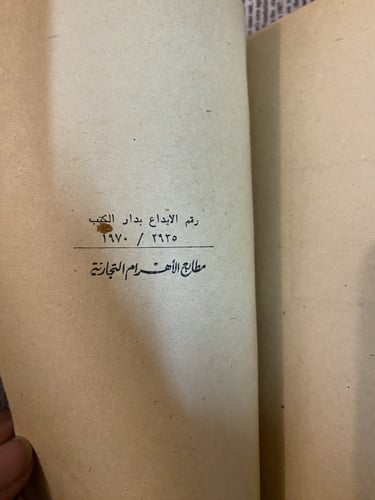 رقم الايداع بدار الكتب
٢٩٣٥ / ١٩٧٠
مطابع الأهرام التجارية